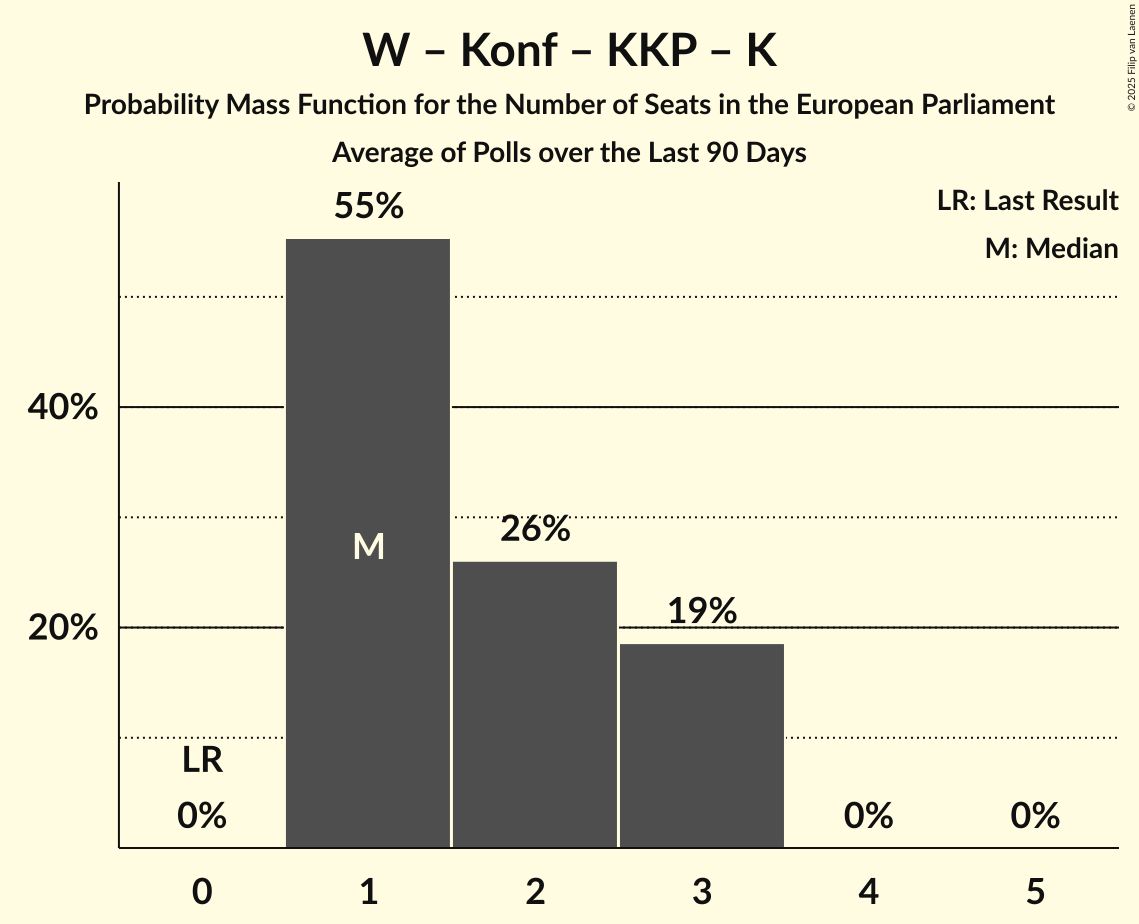 W – Konf – KKP – K
Probability Mass Function for the Number of Seats in the European Parliament
Average of Polls over the Last 90 Days
© 2025 Filip van Laenen
LR: Last Result
M: Median
55%
40%
M
26%
20%
19%
LR
0%
0%
0%
0
1
2
3
4
5